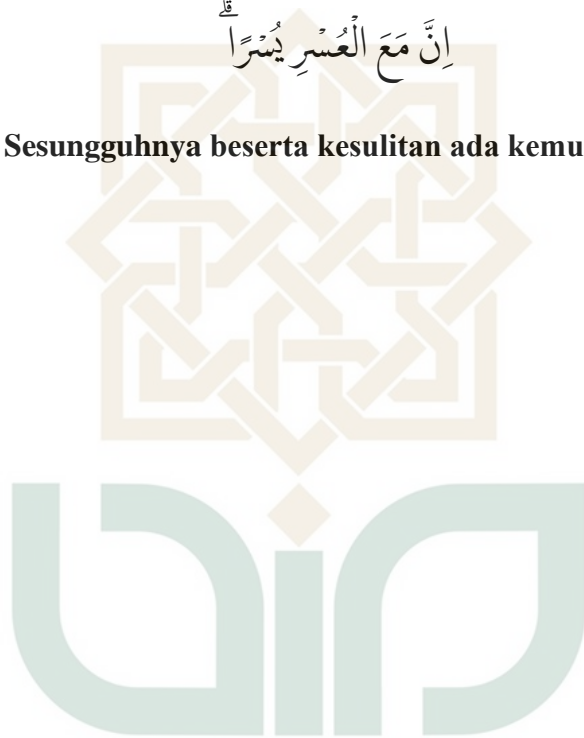 اِنَّ مَعَ الْعُسْرِ يُسْرًاۗ
Sesungguhnya beserta kesulitan ada kemu